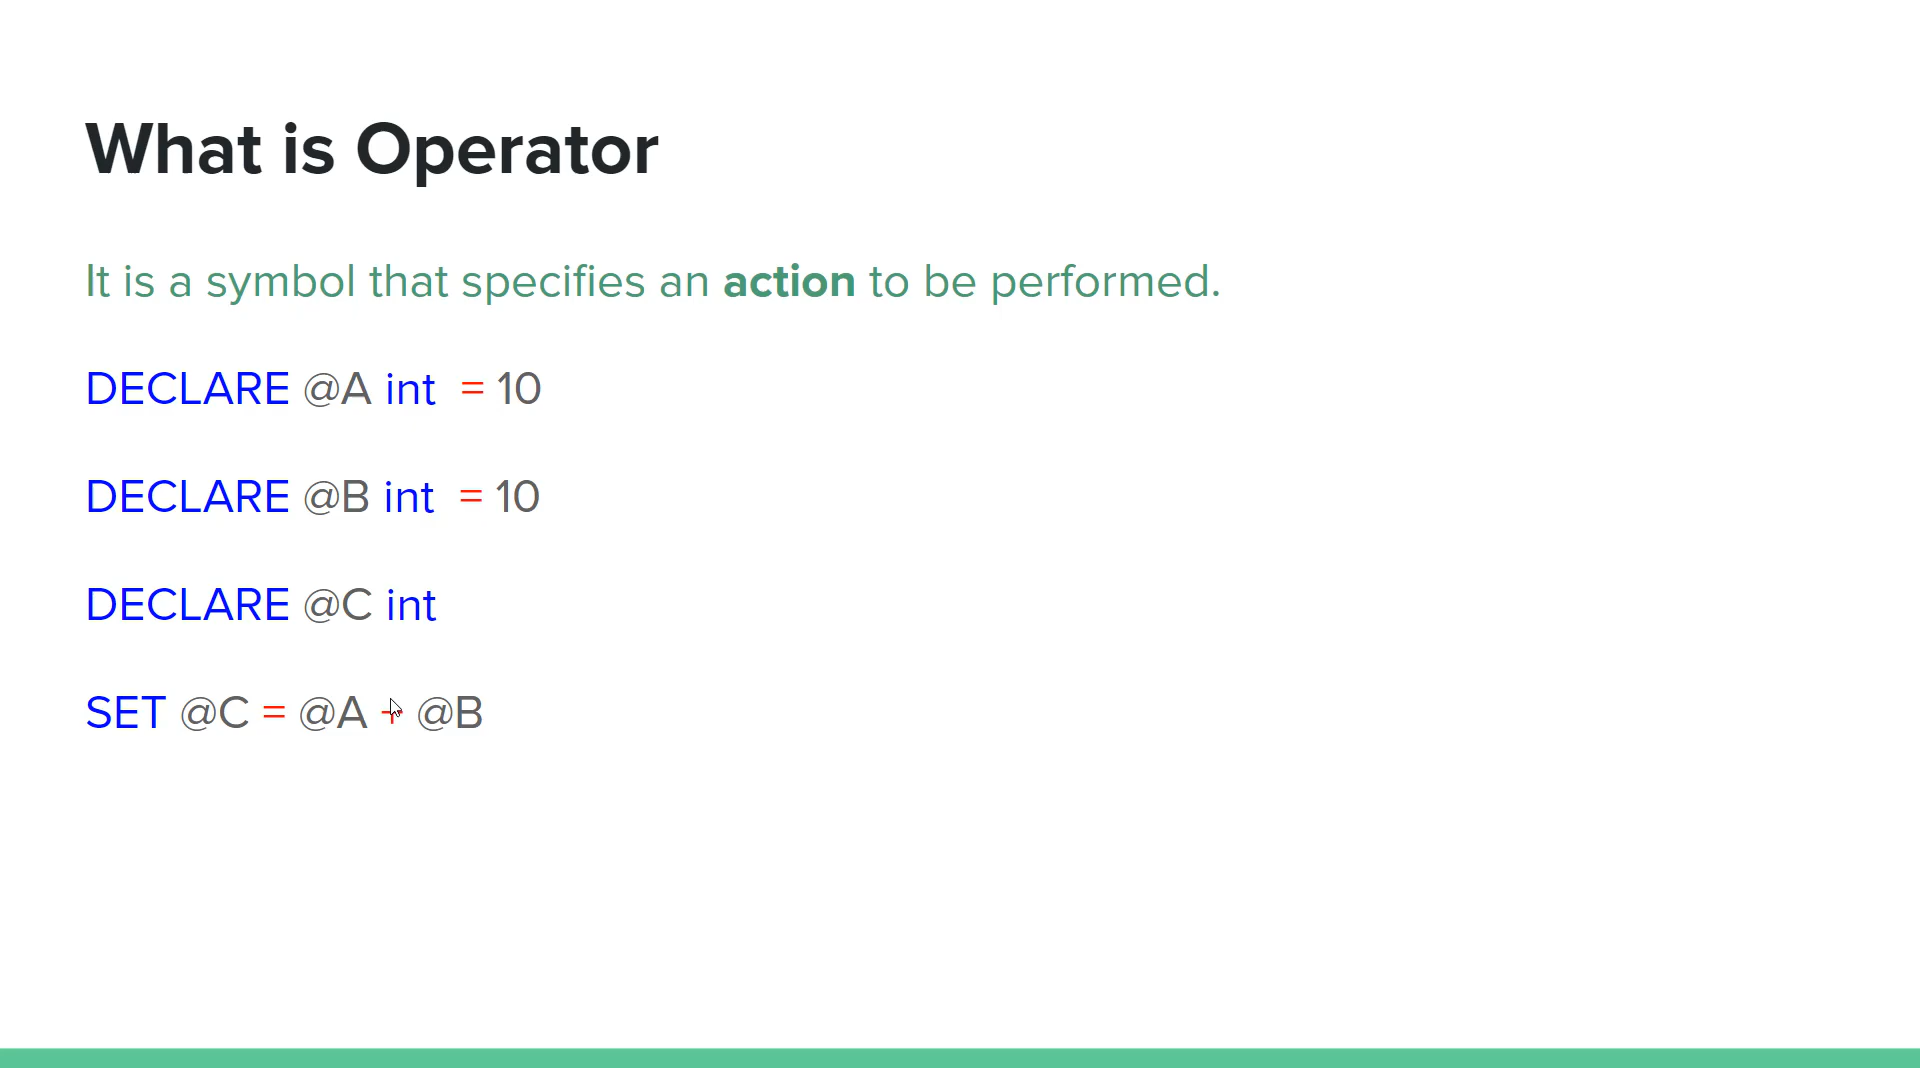 What is Operator
It is a symbol that specifies an action to be performed.
DECLARE @A int = 10
DECLARE @B int = 10
DECLARE @C int
SET @C = @A + @B